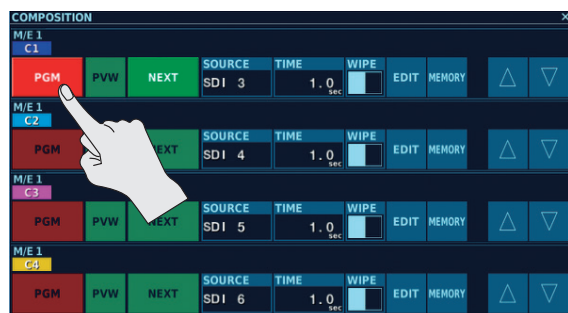 COMPOSITION ×
M/E 1
C1
PGM PVW NEXT SOURCE SDI 3 TIME 1.0 sec WIPE EDIT MEMORY
M/E 1
C2
PGM NEXT SOURCE SDI 4 TIME 1.0 sec WIPE EDIT MEMORY
M/E 1
C3
PGM PVW NEXT SOURCE SDI 5 TIME 1.0 sec WIPE EDIT MEMORY
M/E 1
C4
PGM PVW NEXT SOURCE SDI 6 TIME 1.0 sec WIPE EDIT MEMORY